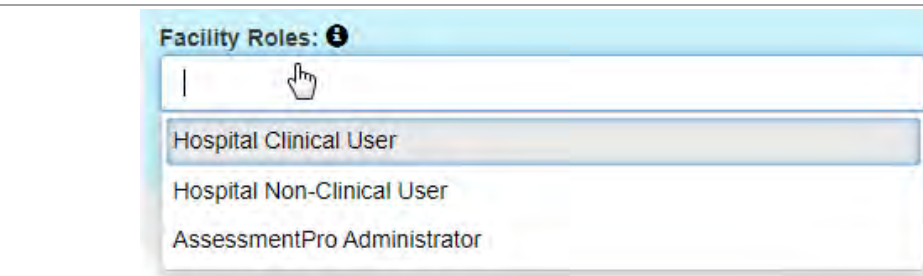 Facility Roles:
Hospital Clinical User
Hospital Non-Clinical User
AssessmentPro Administrator